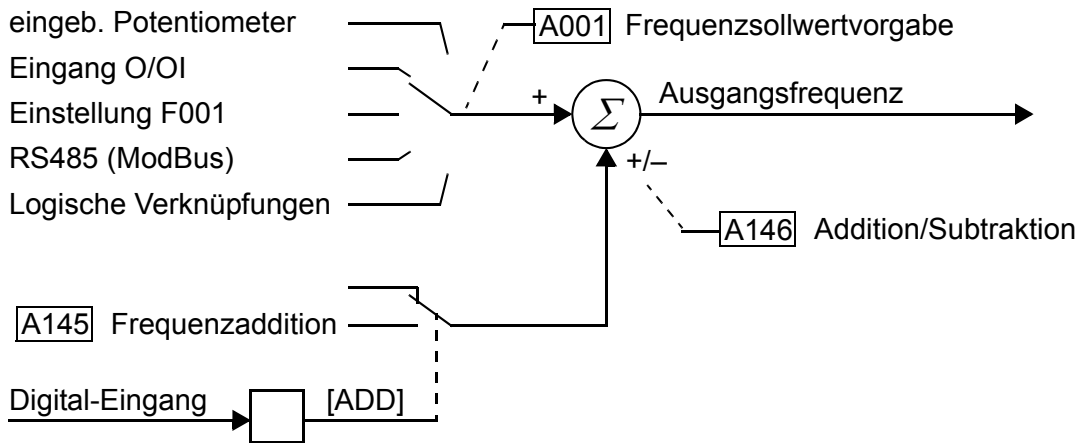 eingeb. Potentiometer
A001 Frequenzsollwertvorgabe
Eingang O/OI
Einstellung F001
+
Σ
Ausgangsfrequenz
RS485 (ModBus)
+/–
Logische Verknüpfungen
A146 Addition/Subtraktion
A145 Frequenzaddition
Digital-Eingang
[ADD]